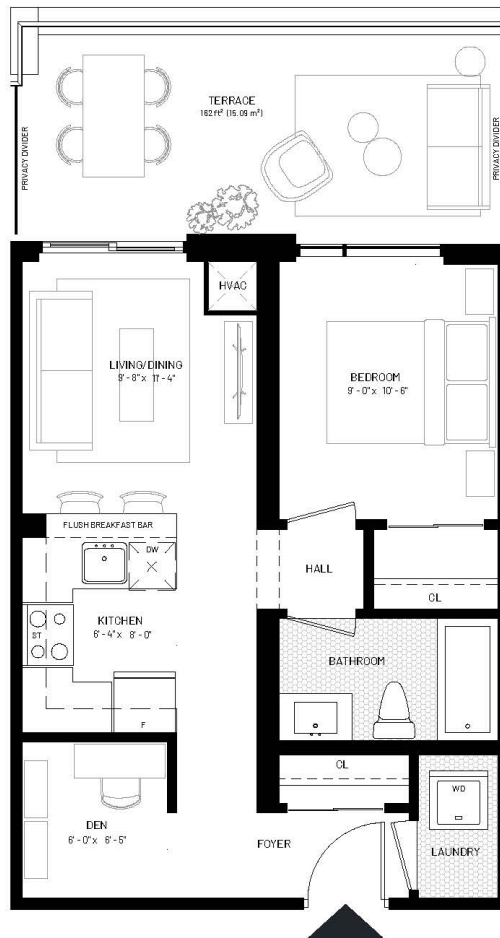 TERRACE
162 ft² (15.09 m²)
PRIVACY DIVIDER
PRIVACY DIVIDER
HVAC
LIVING/DINING
9' - 8" x 11' - 4"
BEDROOM
9' - 0" x 10' - 6"
FLUSH BREAKFAST BAR
DW
HALL
CL
KITCHEN
6' - 4" x 8' - 0"
ST
BATHROOM
F
CL
WD
DEN
6' - 0" x 6' - 5"
FOYER
LAUNDRY